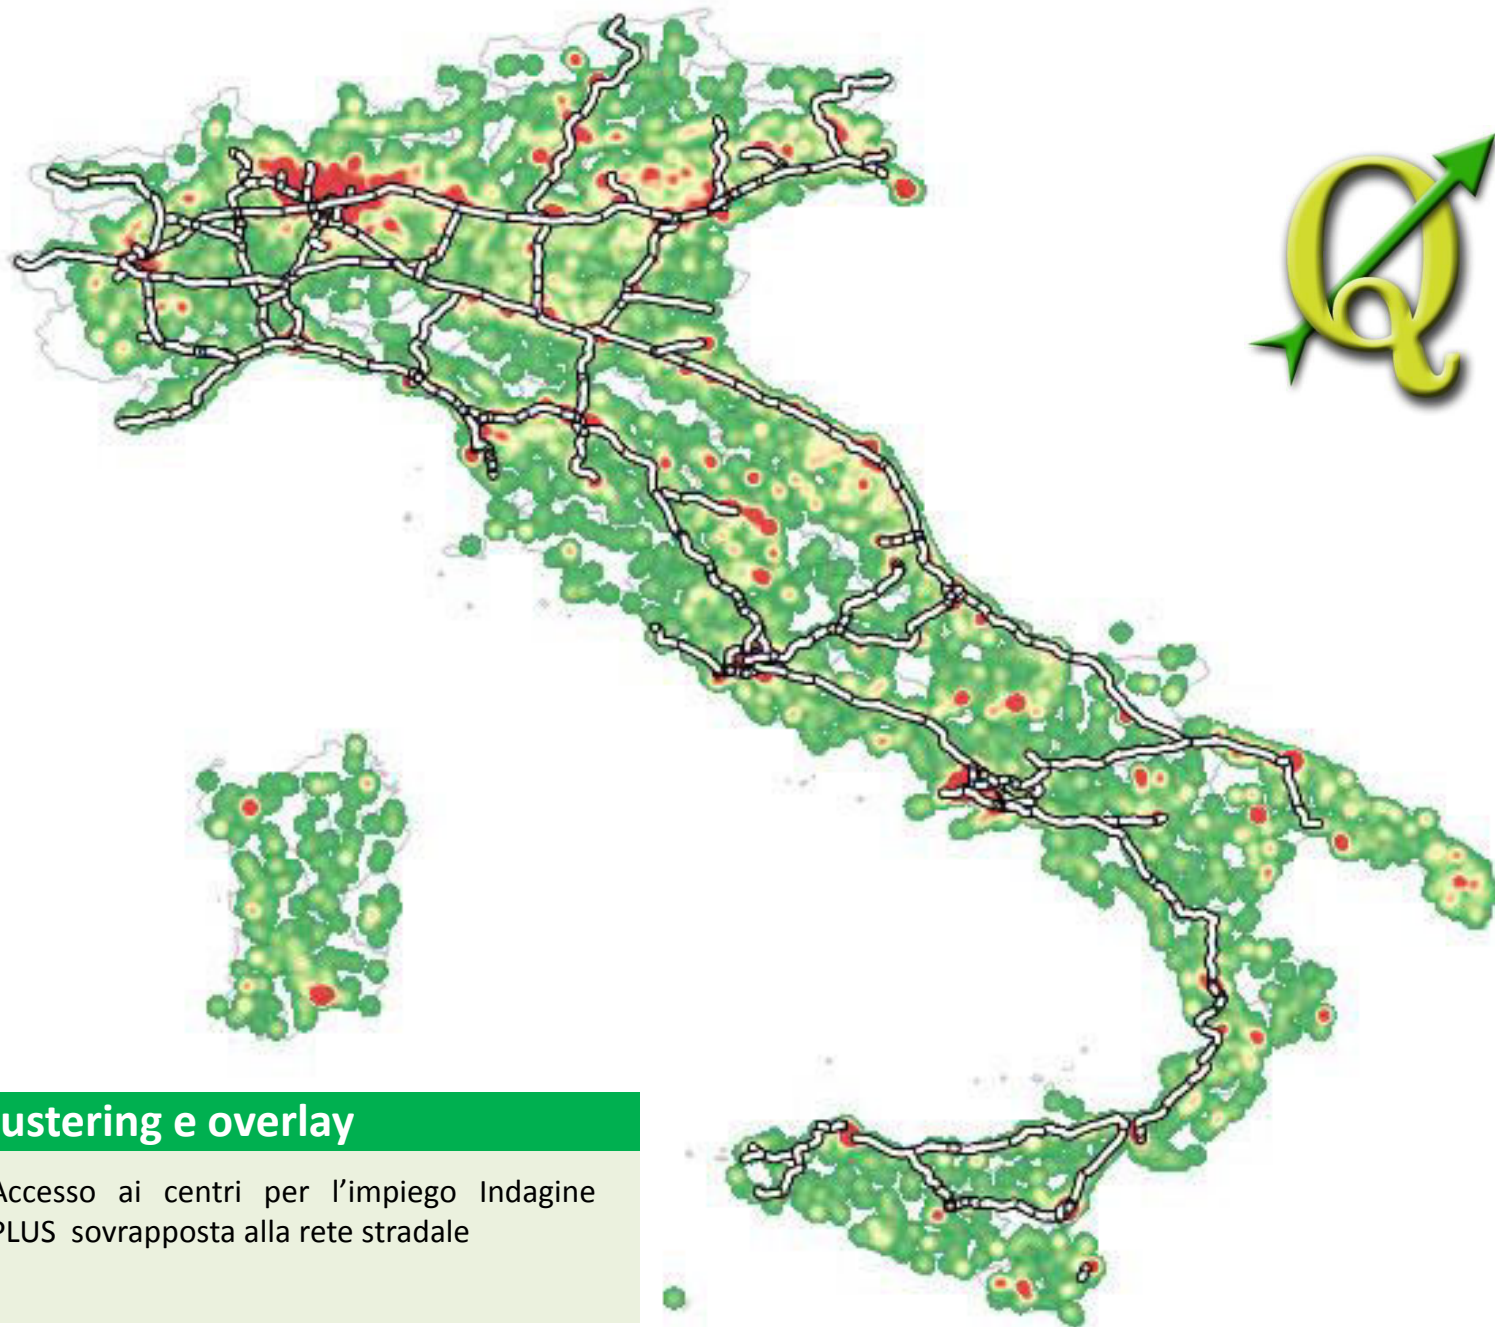 ustering e overlay
Accesso ai centri per l'impiego Indagine
PLUS sovrapposta alla rete stradale